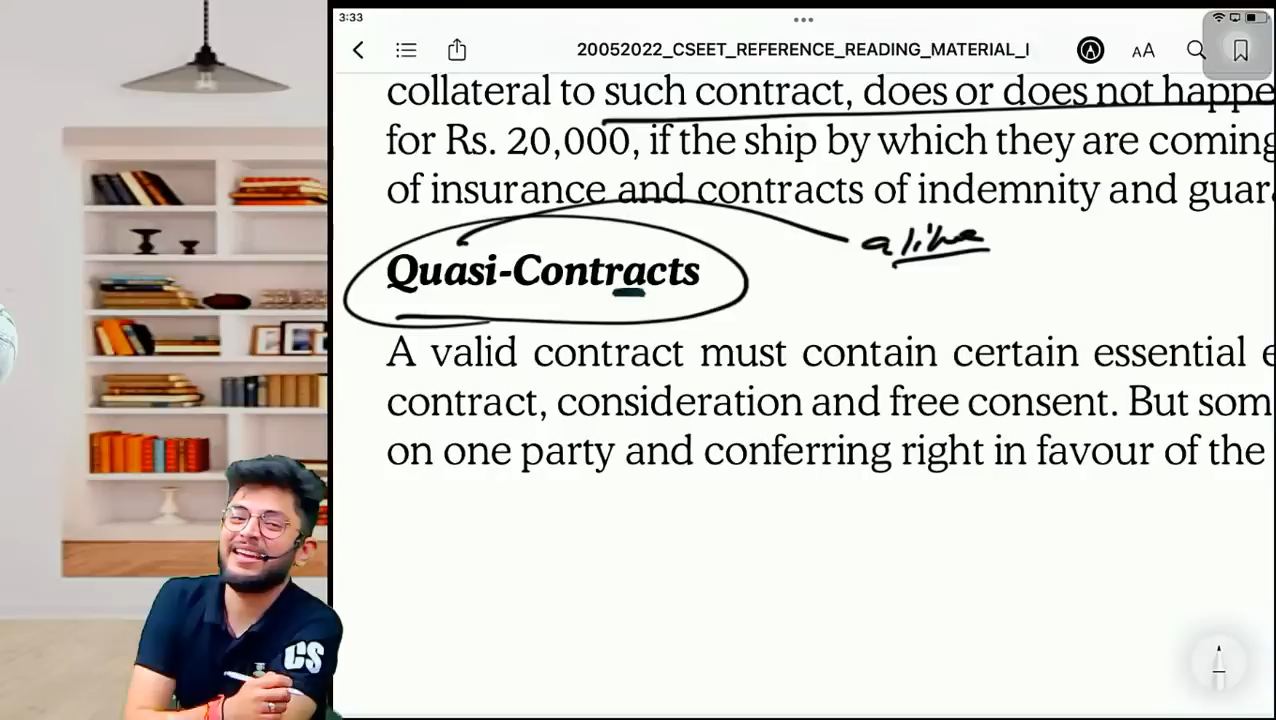 3:33
20052022_CSEET_REFERENCE_READING_MATERIAL_I
AA
collateral to such contract, does or does not happe
for Rs. 20,000, if the ship by which they are coming
of insurance and contracts of indemnity and guar
alike
Quasi-Contracts
A valid contract must contain certain essential e
contract, consideration and free consent. But som
on one party and conferring right in favour of the
CS